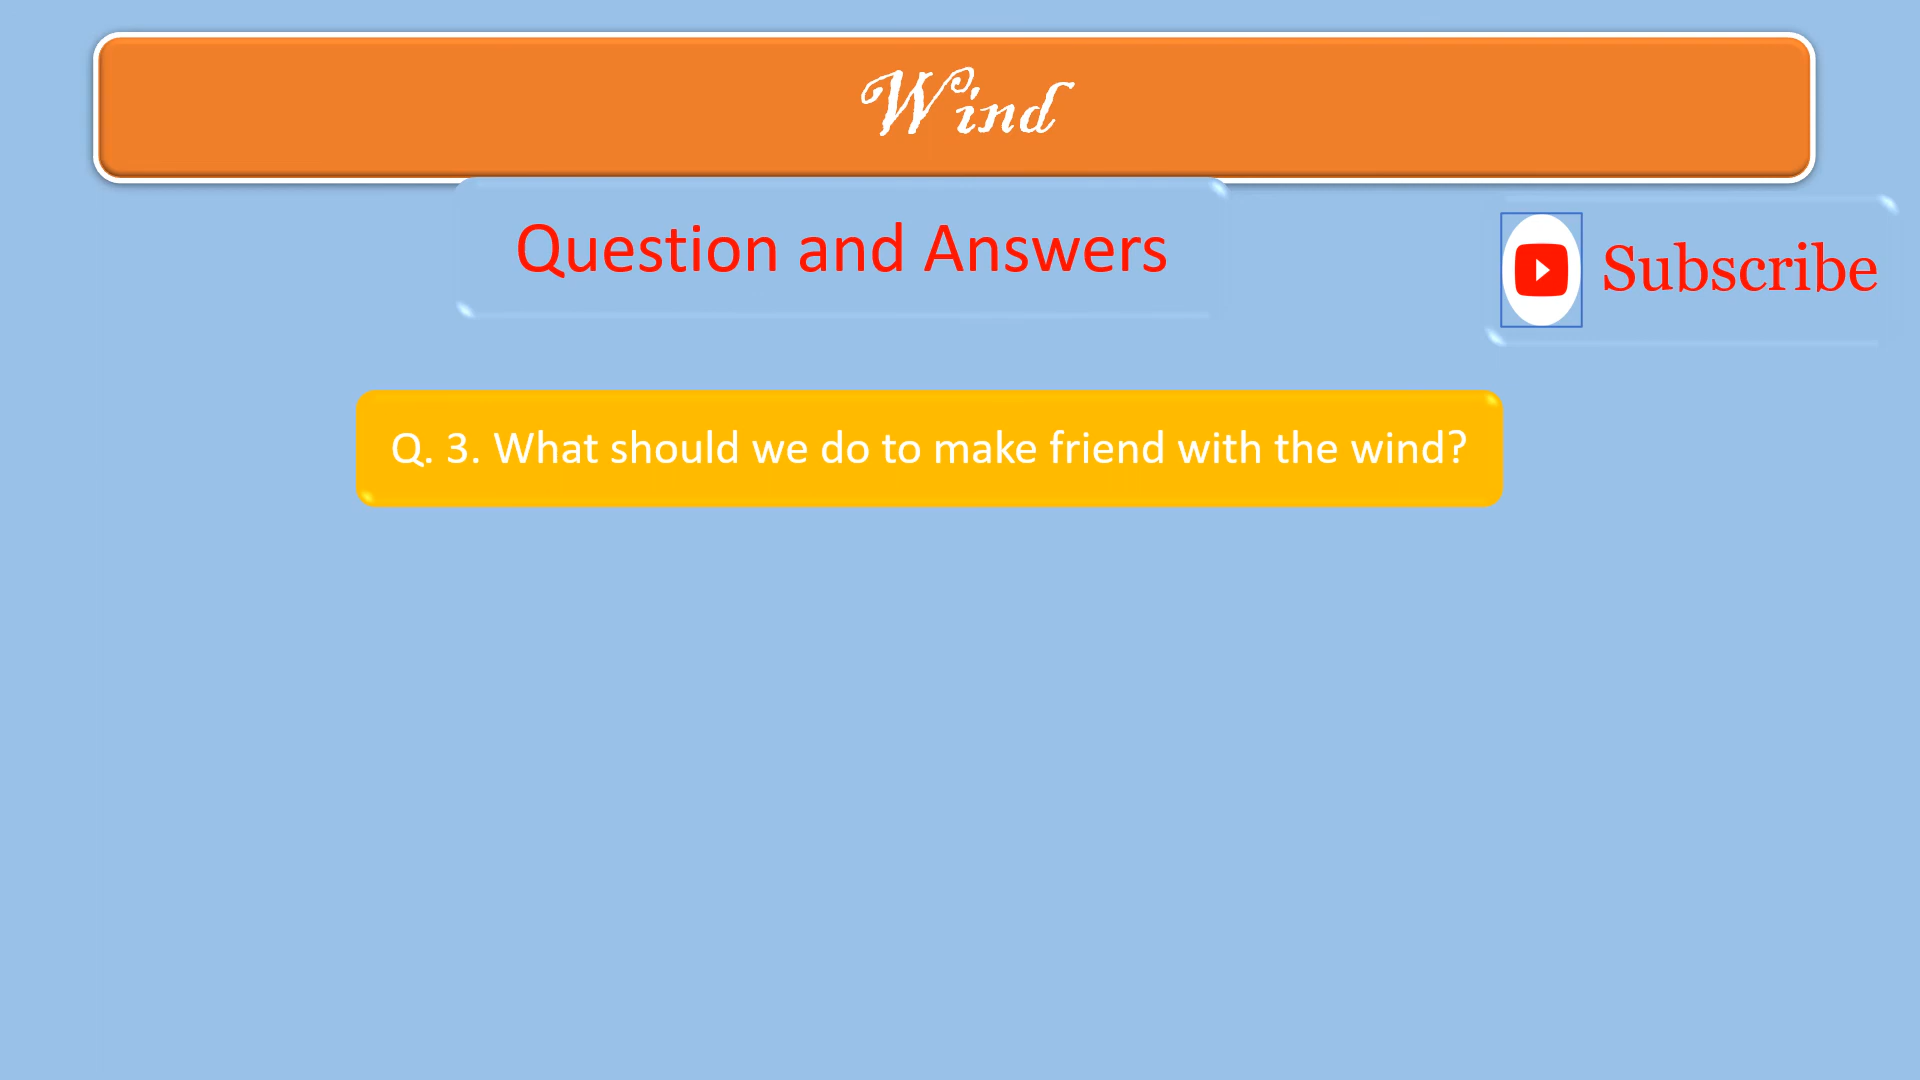 Wind
Question and Answers
Subscribe
Q. 3. What should we do to make friend with the wind?